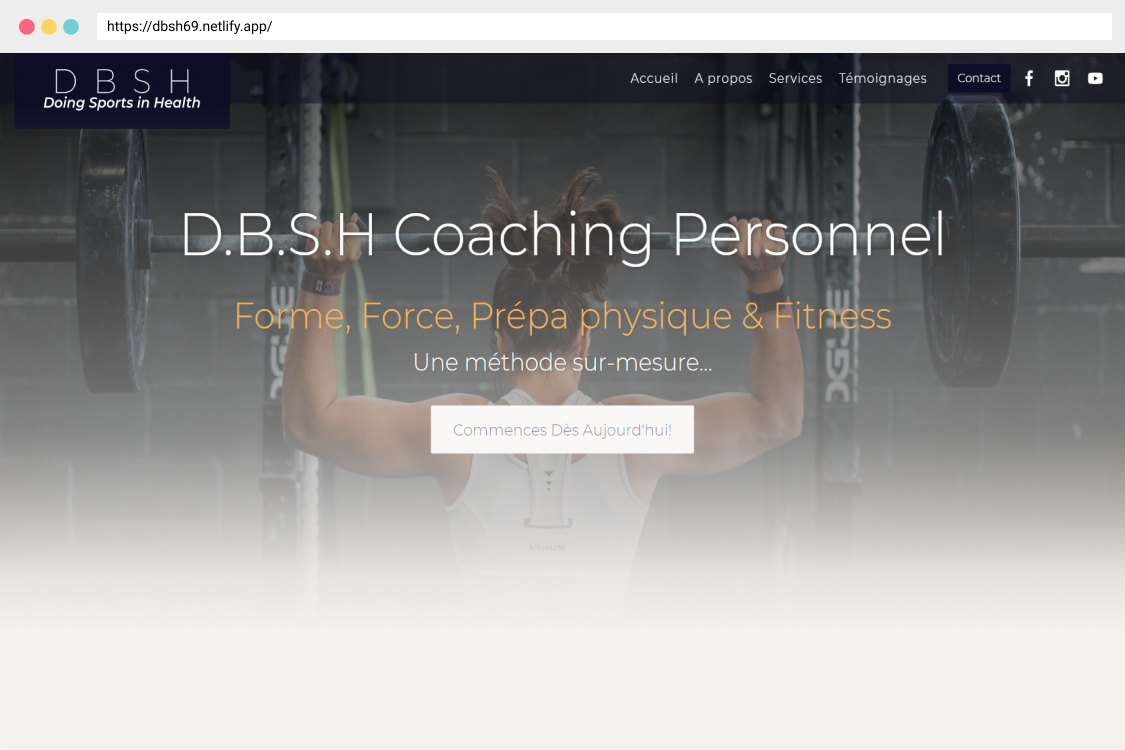 https://dbsh69.netlify.app/
D B S H
Doing Sports in Health
Accueil A propos Services Témoignages Contact
D.B.S.H Coaching Personnel
Forme, Force, Prépa physique & Fitness
Une méthode sur-mesure...
Commences Dès Aujourd'hui!